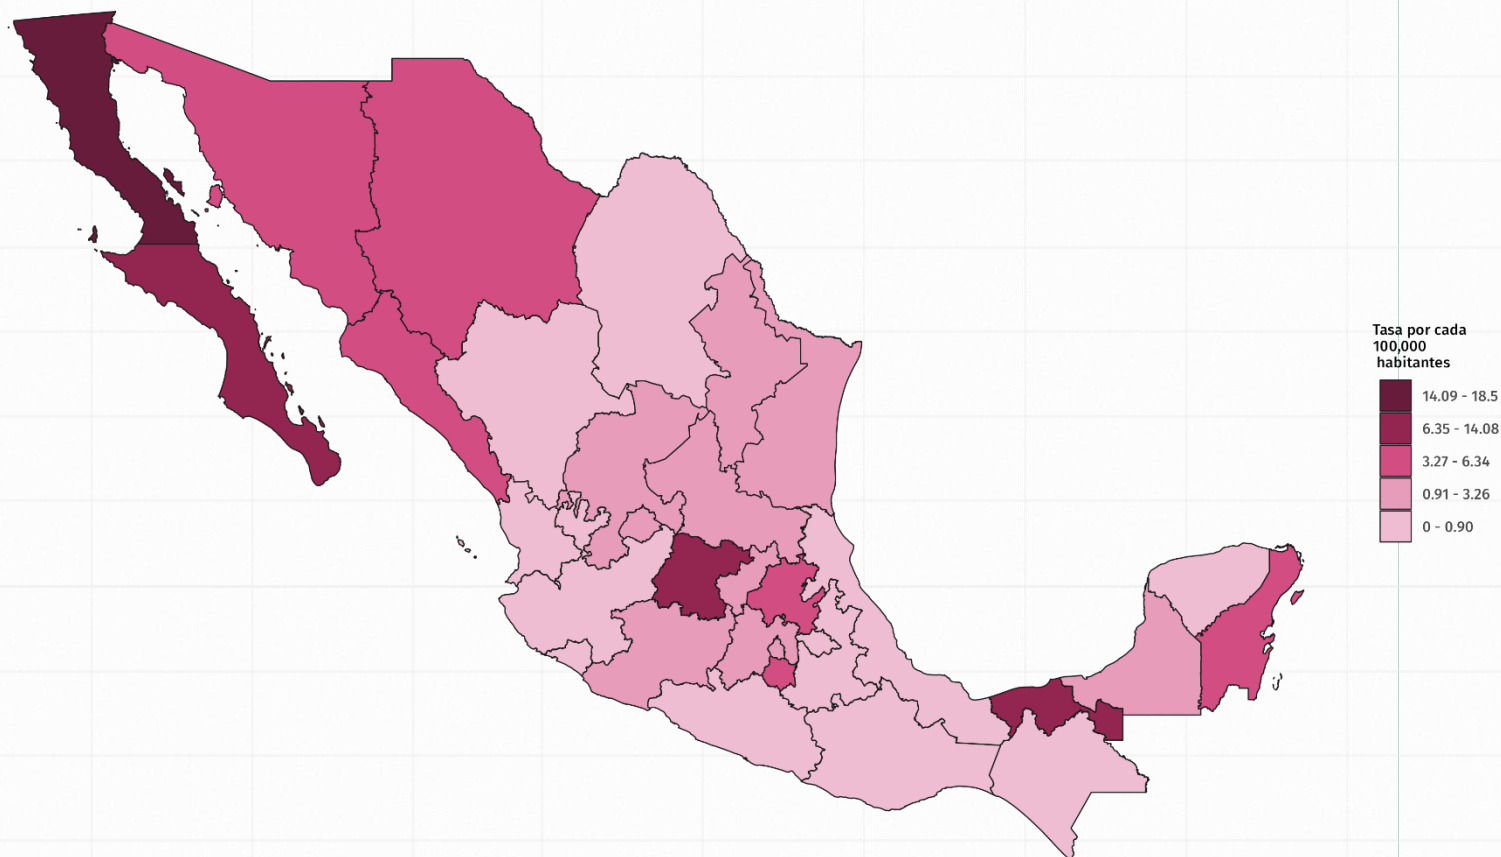 Tasa por cada
100,000
habitantes
14.09 - 18.5
6.35 - 14.08
3.27 - 6.34
0.91 - 3.26
0 - 0.90